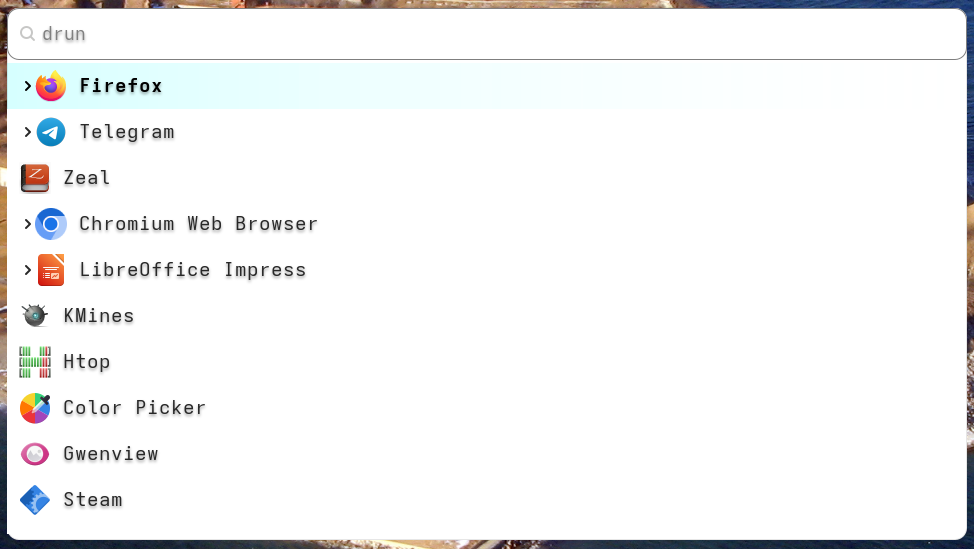 drun
Firefox
Telegram
Zeal
Chromium Web Browser
LibreOffice Impress
KMines
Htop
Color Picker
Gwenview
Steam